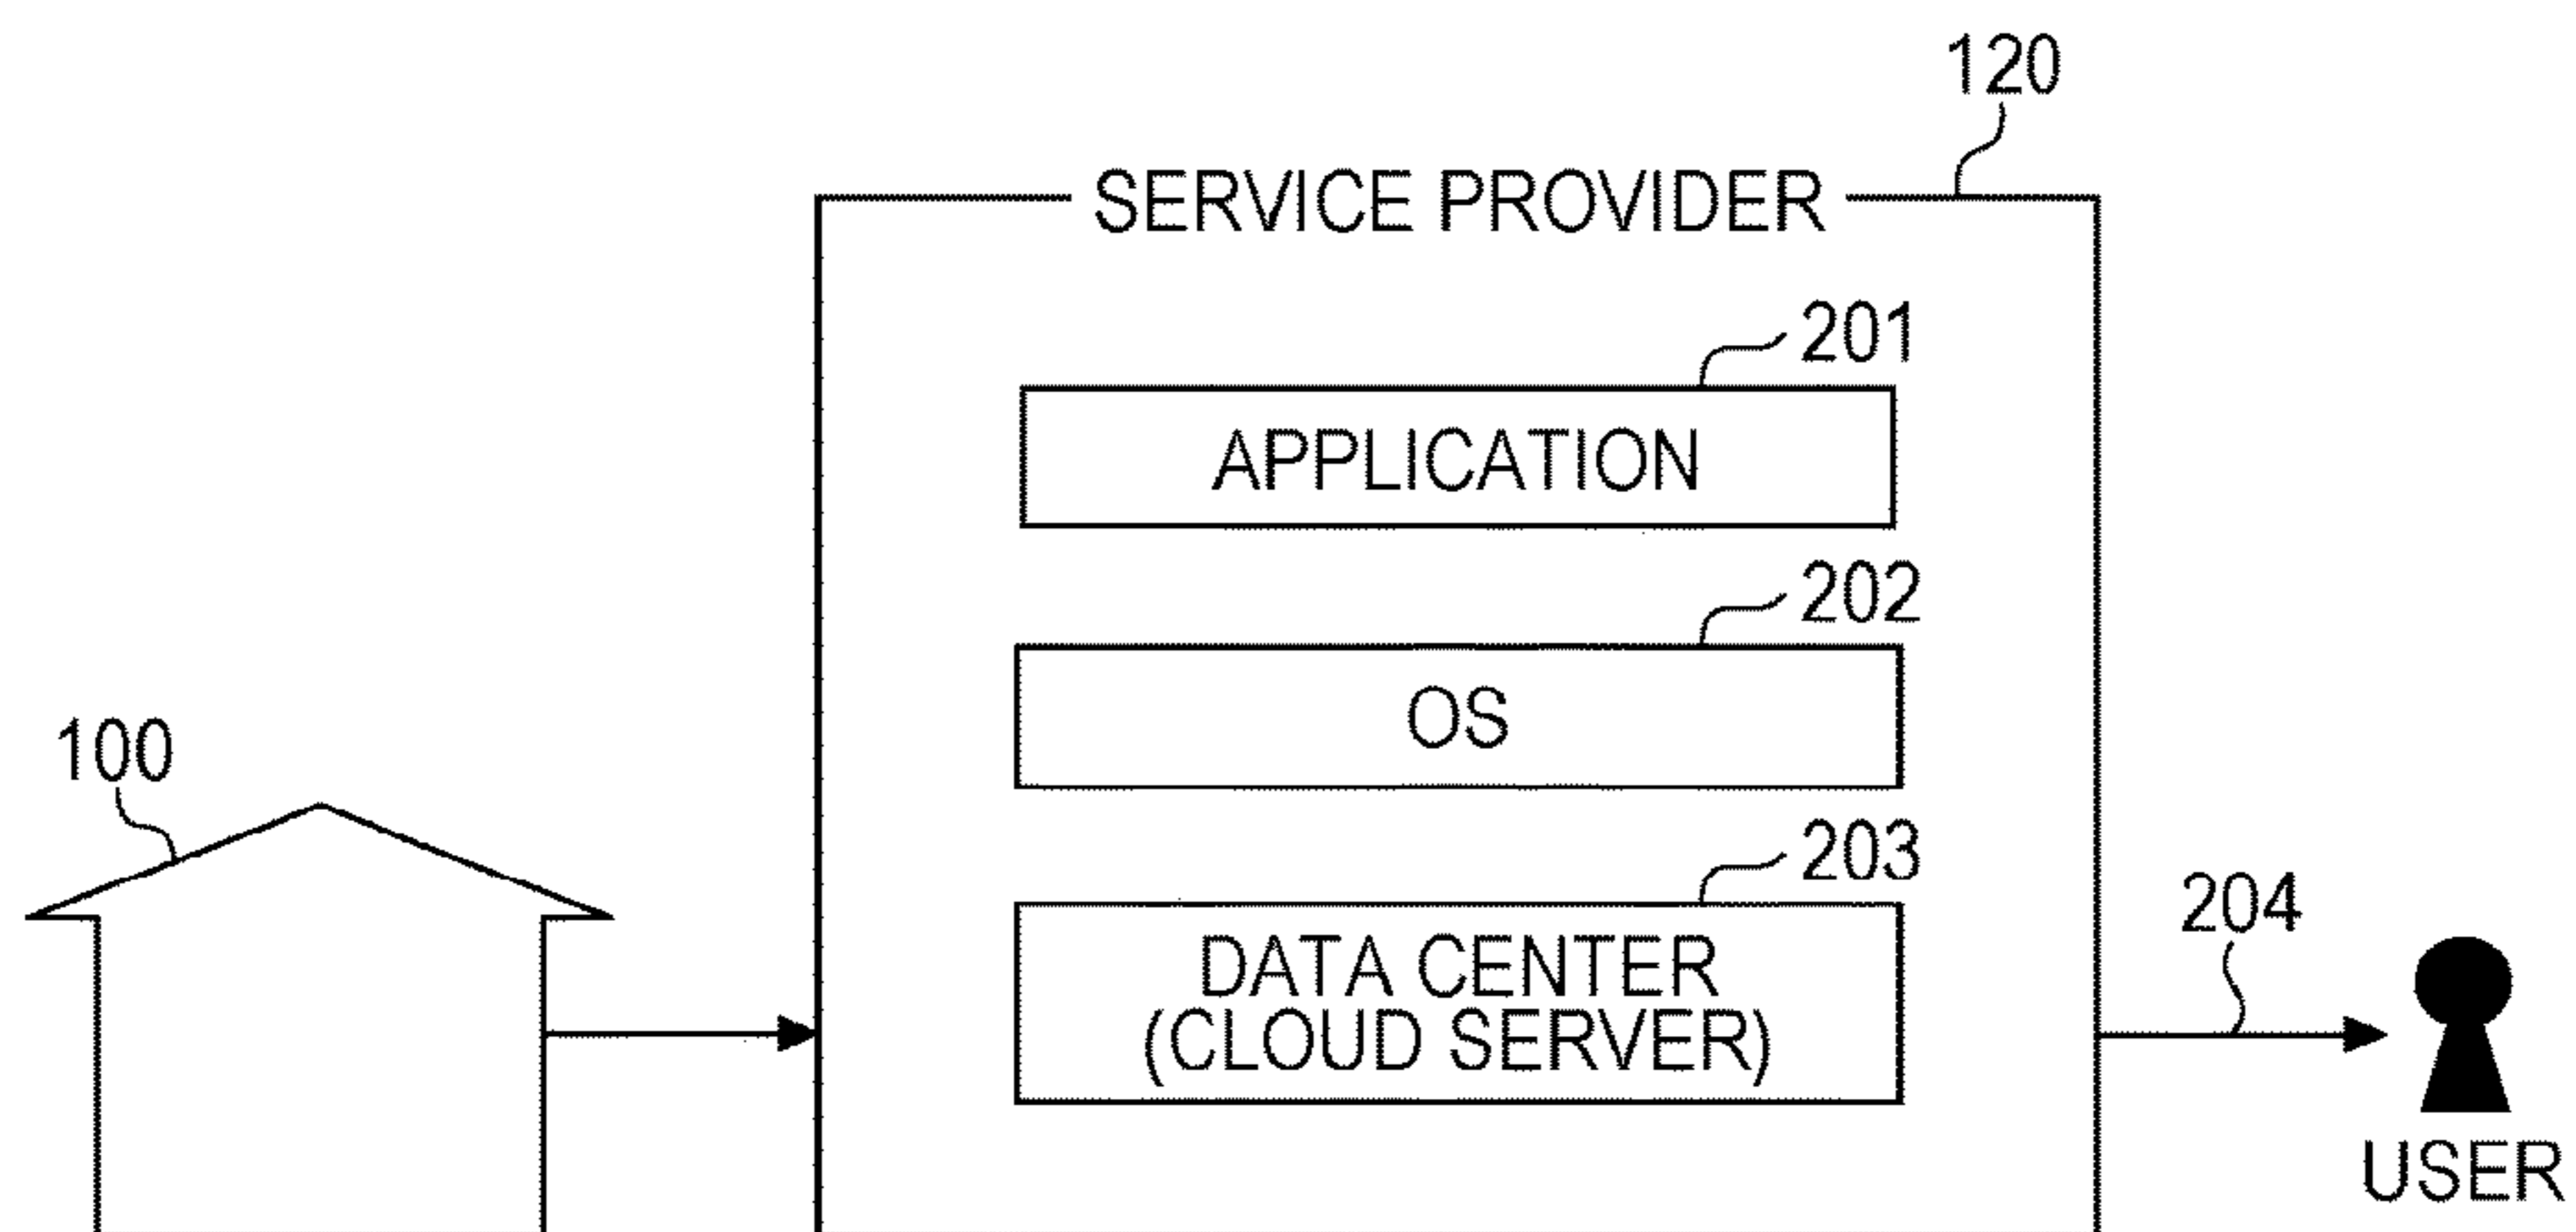 120
SERVICE PROVIDER
201
APPLICATION
202
OS
100
203
DATA CENTER
(CLOUD SERVER)
204
USER